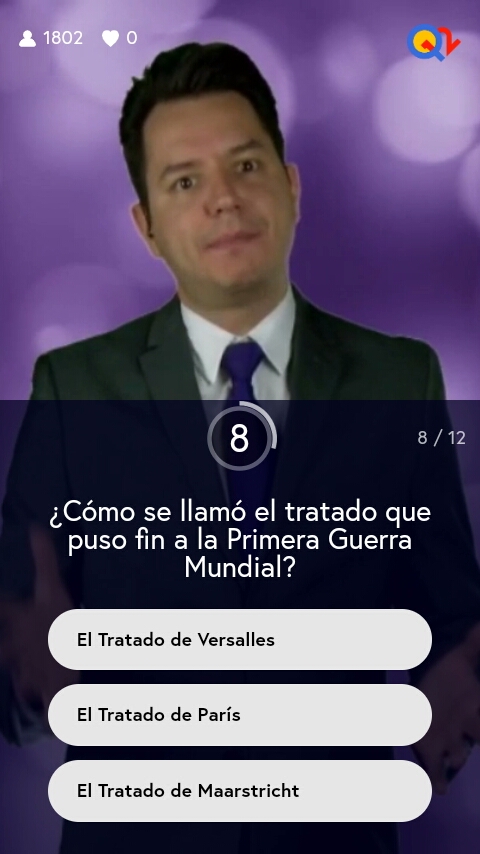 1802 0
8
8 / 12
¿Cómo se llamó el tratado que
puso fin a la Primera Guerra
Mundial?
El Tratado de Versalles
El Tratado de París
El Tratado de Maarstricht